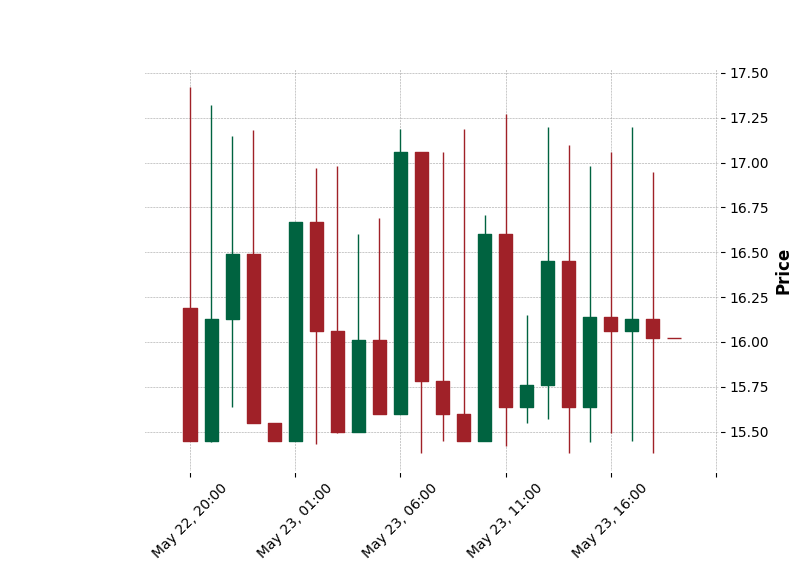 17.50
17.25
17.00
16.75
16.50
16.25
16.00
15.75
15.50
Price
May 22, 20:00
May 23, 01:00
May 23, 06:00
May 23, 11:00
May 23, 16:00